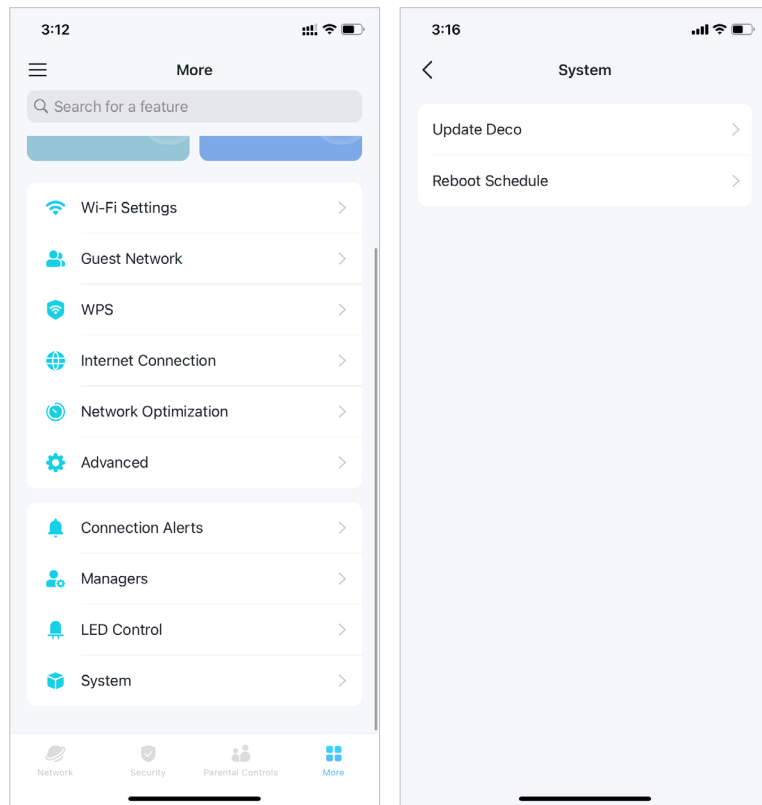 3:12
More
Search for a feature
Wi-Fi Settings
Guest Network
WPS
Internet Connection
Network Optimization
Advanced
Connection Alerts
Managers
LED Control
System
Network Security Parental Controls More
3:16
System
Update Deco
Reboot Schedule